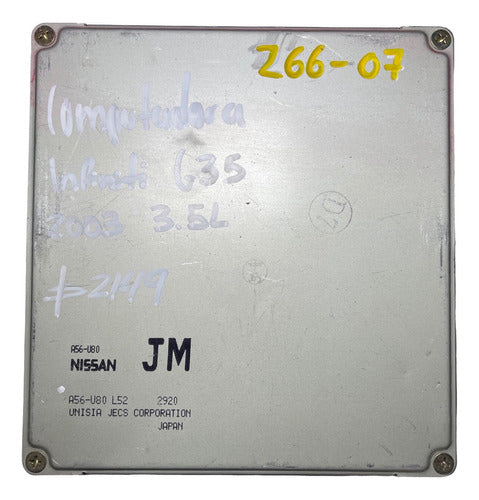 266-07
Computadora
Infiniti G35
2003 3.5L
A56-U80
NISSAN JM
A56-U80 L52 2920
UNISIA JECS CORPORATION
JAPAN